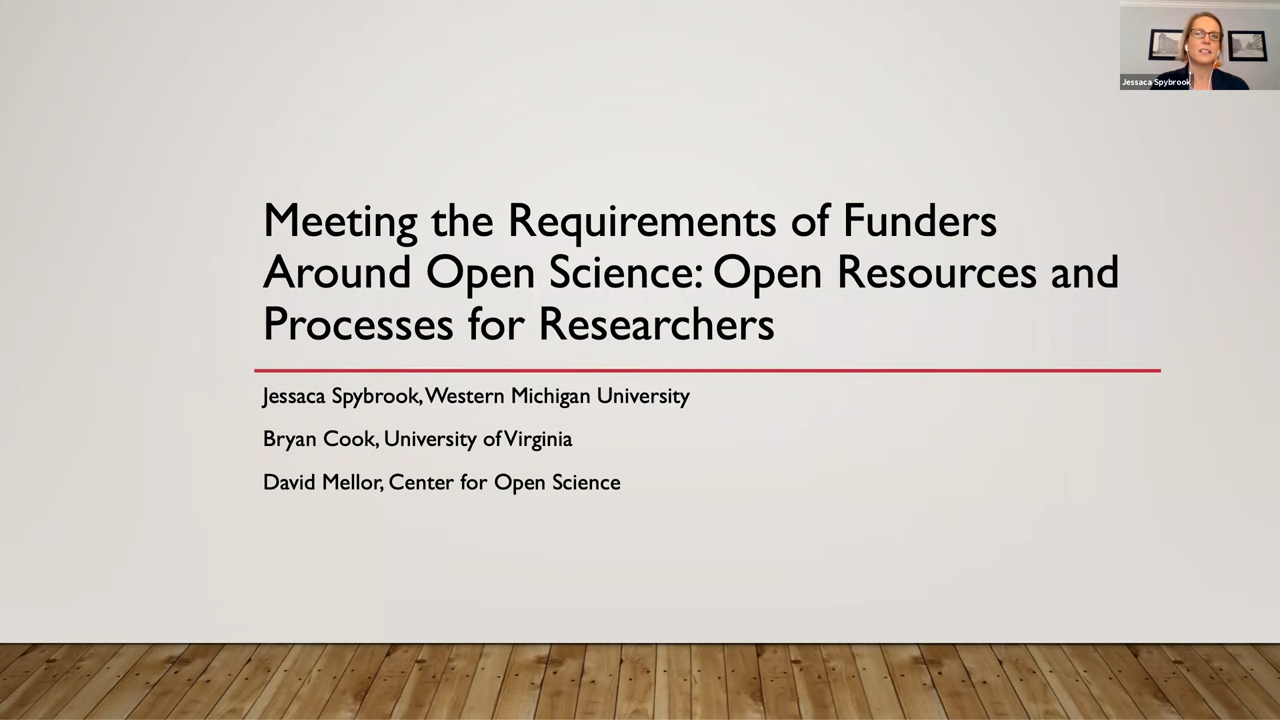 Jessaca Spybrook
Meeting the Requirements of Funders
Around Open Science: Open Resources and
Processes for Researchers
Jessaca Spybrook, Western Michigan University
Bryan Cook, University of Virginia
David Mellor, Center for Open Science